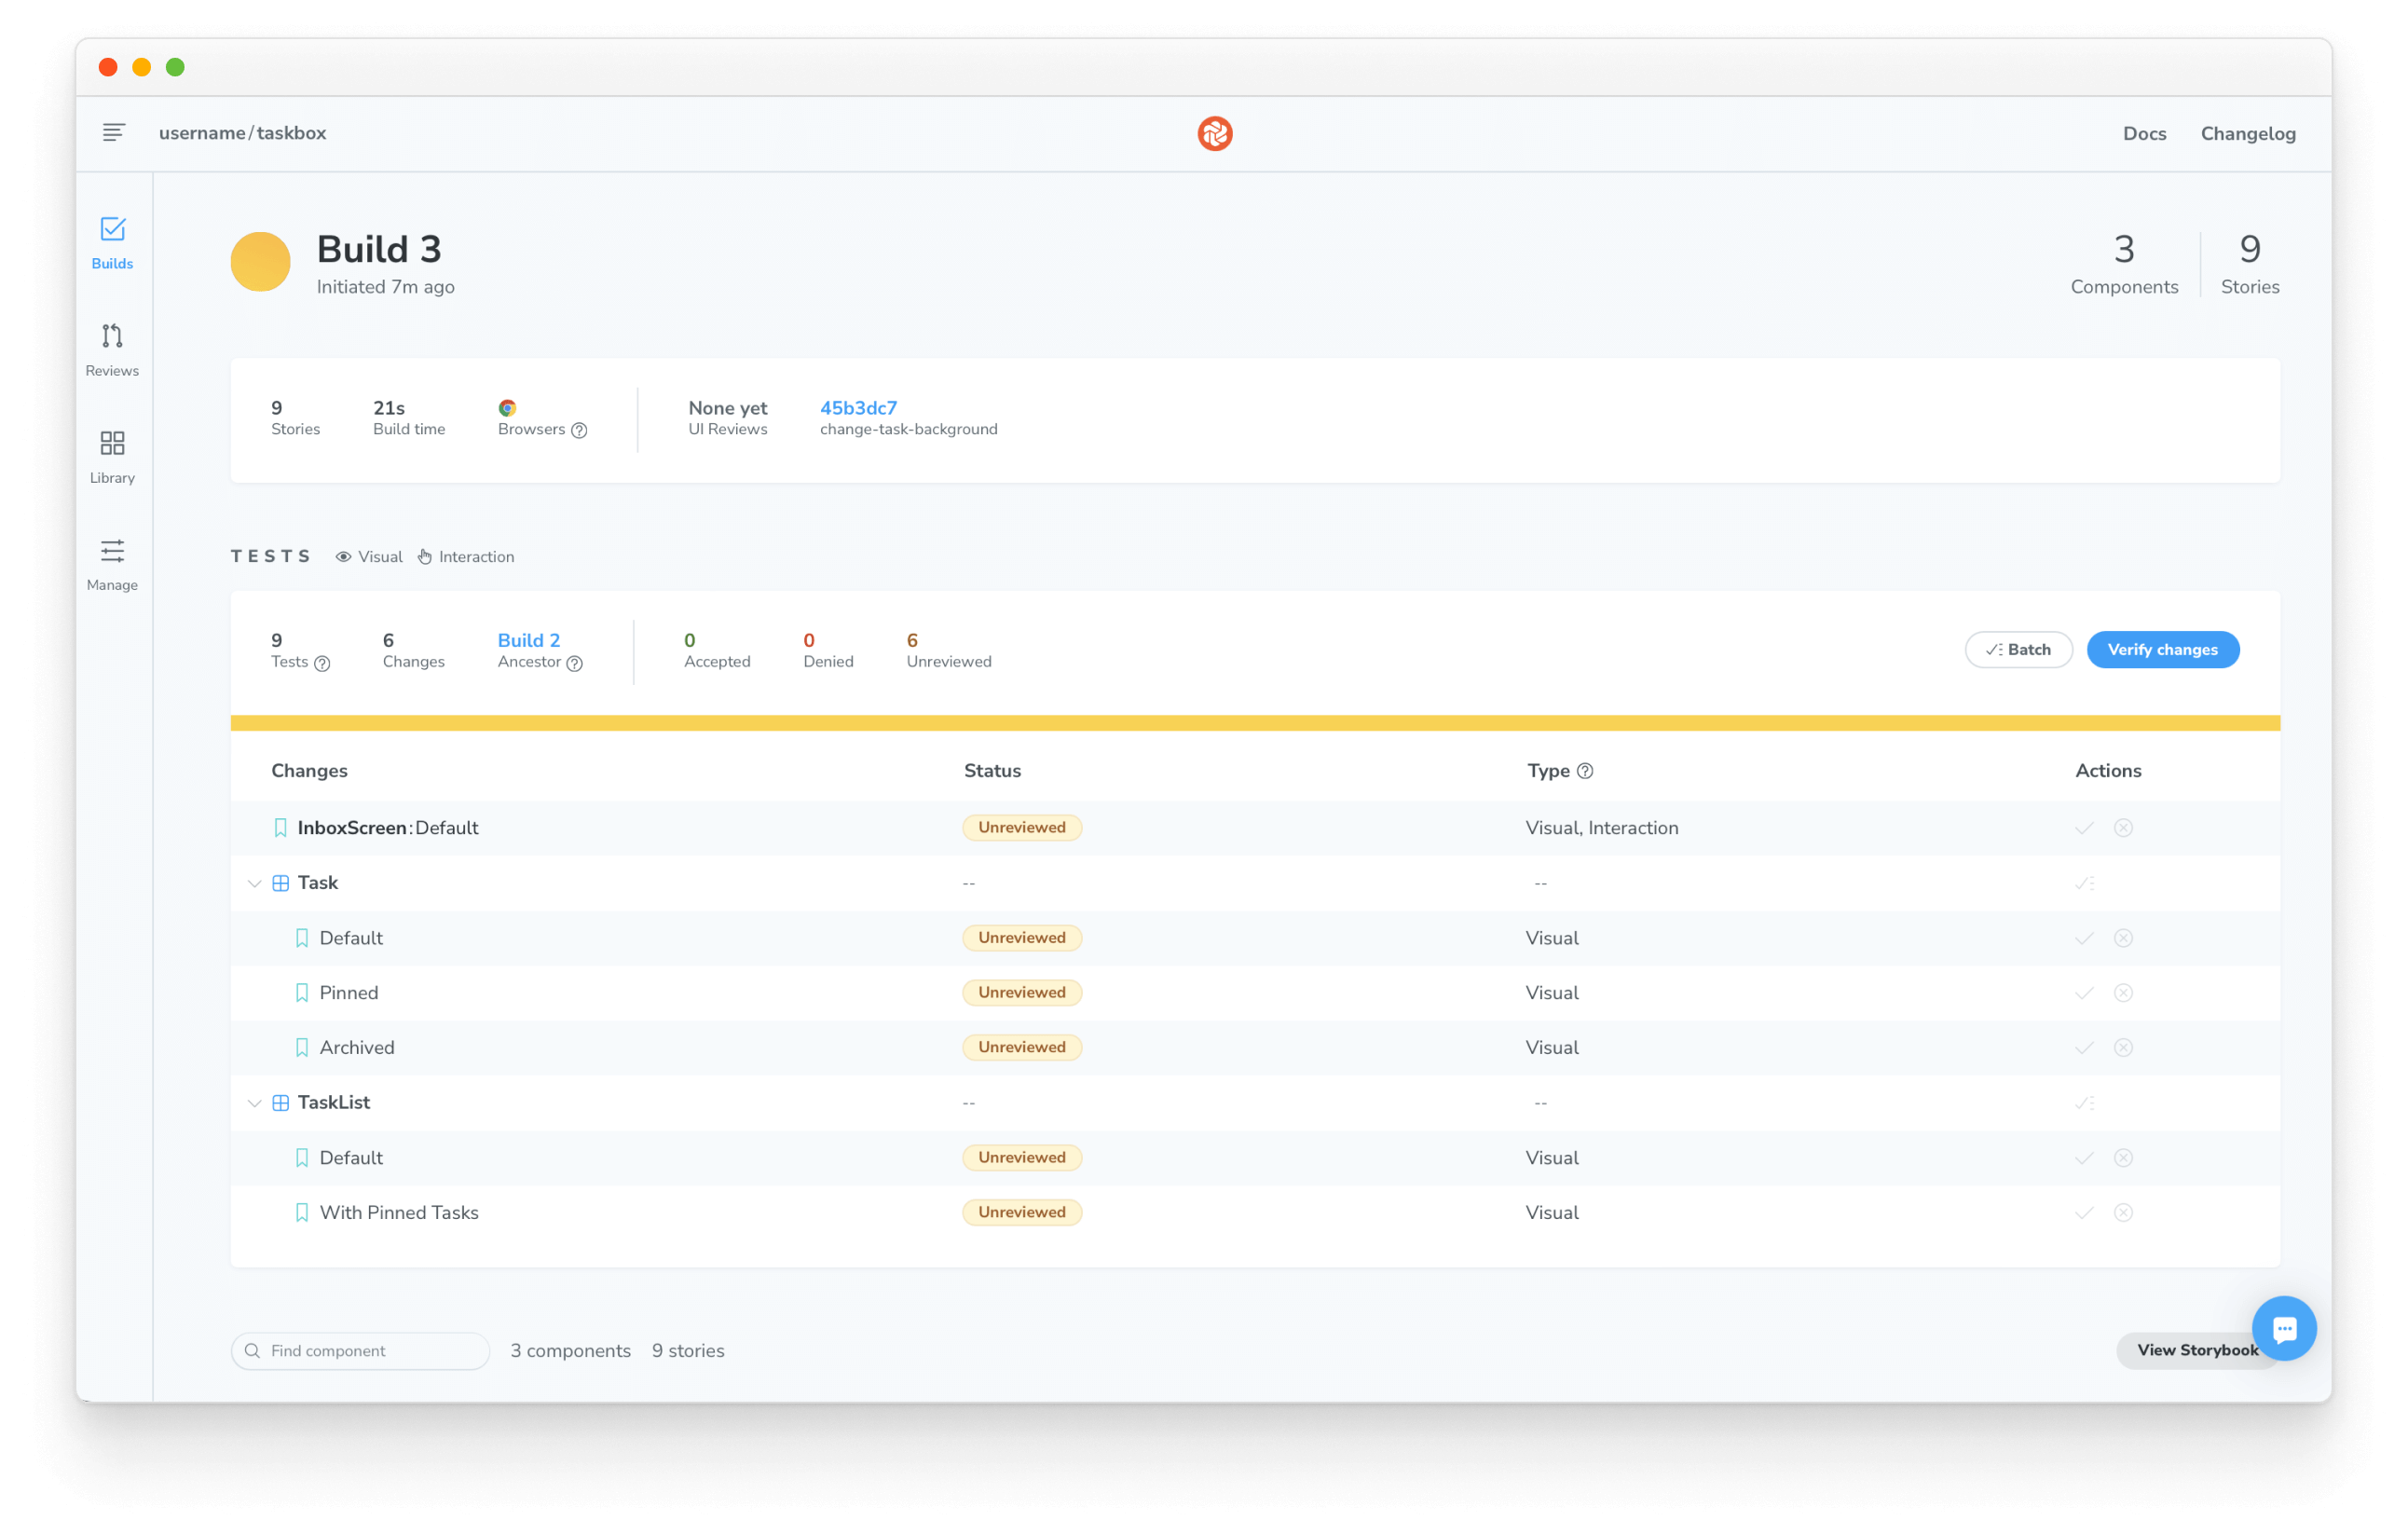 username/taskbox
Docs Changelog
Builds
Reviews
Library
Manage
Build 3
Initiated 7m ago
3 9
Components Stories
9 21s None yet 45b3dc7
Stories Build time Browsers UI Reviews change-task-background
TESTS Visual Interaction
9 6 Build 2 0 0 6
Tests Changes Ancestor Accepted Denied Unreviewed
Batch Verify changes
Changes Status Type Actions
InboxScreen:Default Unreviewed Visual, Interaction
Task -- --
Default Unreviewed Visual
Pinned Unreviewed Visual
Archived Unreviewed Visual
TaskList -- --
Default Unreviewed Visual
With Pinned Tasks Unreviewed Visual
Find component 3 components 9 stories View Storybook